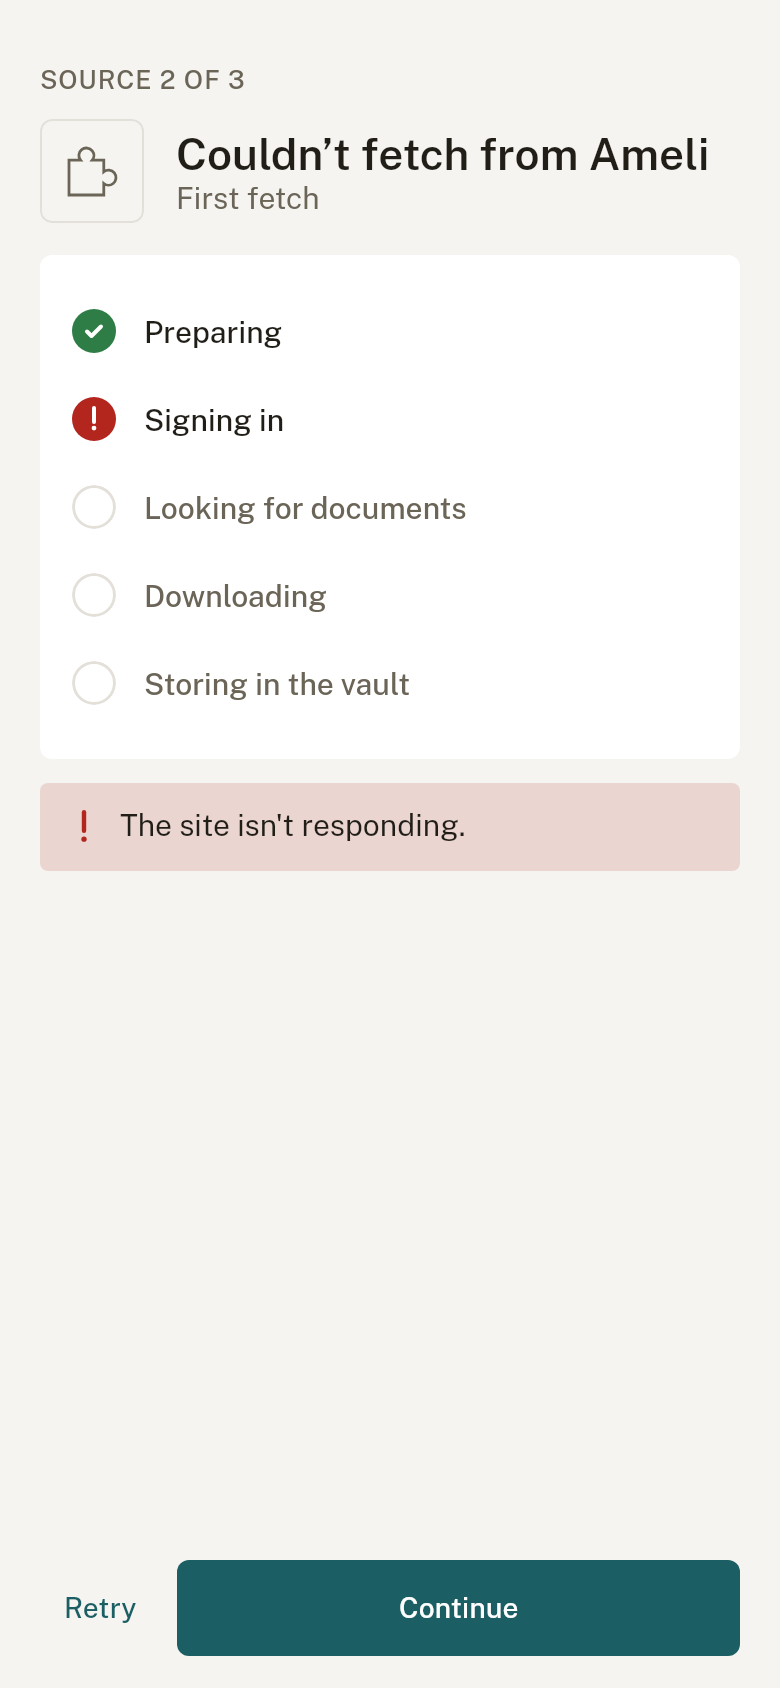 SOURCE 2 OF 3
Couldn’t fetch from Ameli
First fetch
Preparing
Signing in
Looking for documents
Downloading
Storing in the vault
The site isn't responding.
Retry
Continue